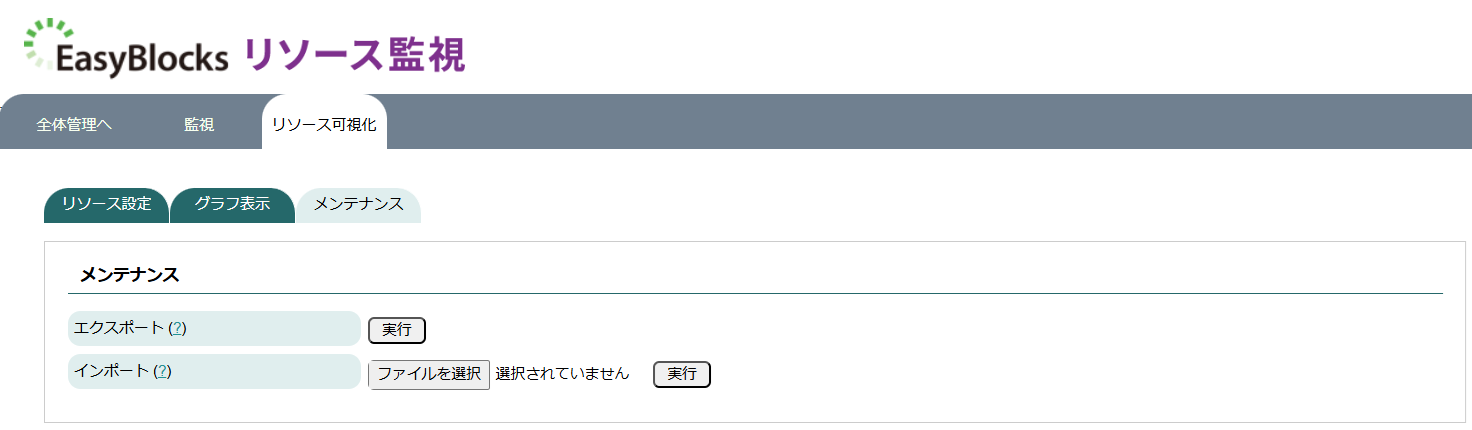 EasyBlocks リソース監視
全体管理へ 監視 リソース可視化
リソース設定 グラフ表示 メンテナンス
メンテナンス
エクスポート (?) 実行
インポート (?) ファイルを選択 選択されていません 実行